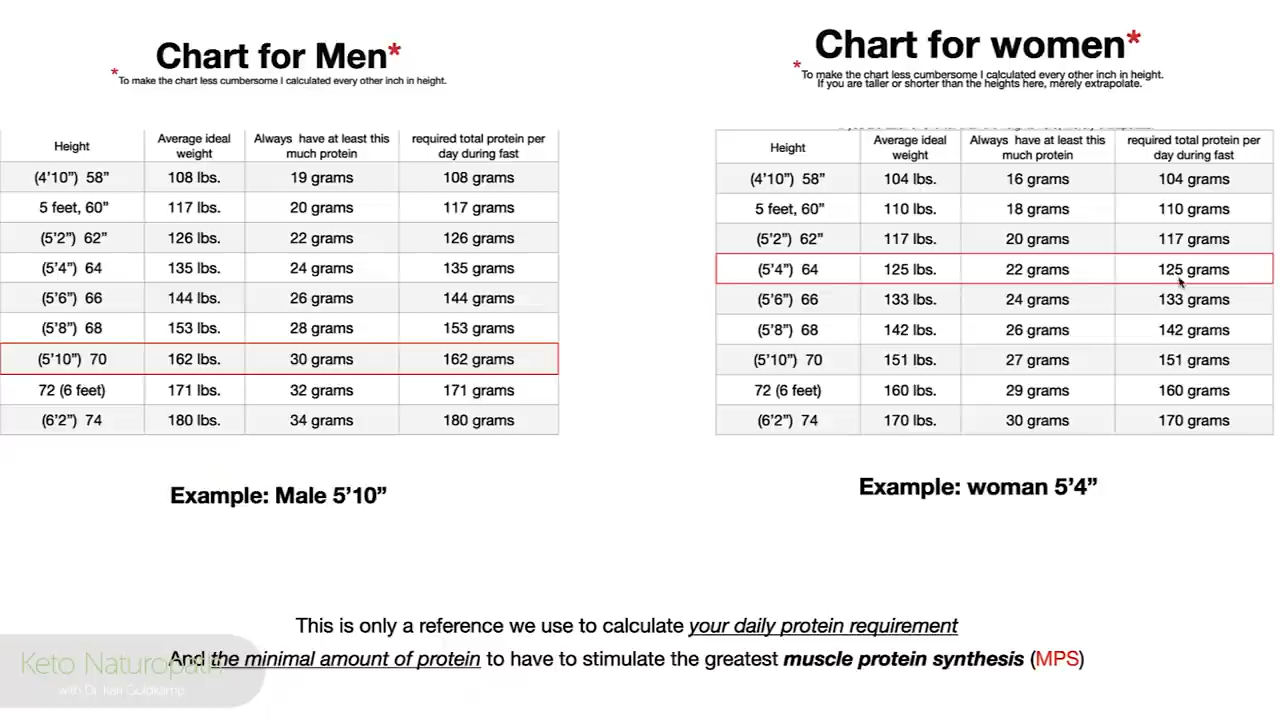 Chart for Men*
*To make the chart less cumbersome I calculated every other inch in height.
Height Average ideal weight Always have at least this much protein required total protein per day during fast
(4’10”) 58” 108 lbs. 19 grams 108 grams
5 feet, 60” 117 lbs. 20 grams 117 grams
(5’2”) 62” 126 lbs. 22 grams 126 grams
(5’4”) 64 135 lbs. 24 grams 135 grams
(5’6”) 66 144 lbs. 26 grams 144 grams
(5’8”) 68 153 lbs. 28 grams 153 grams
(5’10”) 70 162 lbs. 30 grams 162 grams
72 (6 feet) 171 lbs. 32 grams 171 grams
(6’2”) 74 180 lbs. 34 grams 180 grams
Example: Male 5’10”
Chart for women*
*To make the chart less cumbersome I calculated every other inch in height.
If you are taller or shorter than the heights here, merely extrapolate.
Height Average ideal weight Always have at least this much protein required total protein per day during fast
(4’10”) 58” 104 lbs. 16 grams 104 grams
5 feet, 60” 110 lbs. 18 grams 110 grams
(5’2”) 62” 117 lbs. 20 grams 117 grams
(5’4”) 64 125 lbs. 22 grams 125 grams
(5’6”) 66 133 lbs. 24 grams 133 grams
(5’8”) 68 142 lbs. 26 grams 142 grams
(5’10”) 70 151 lbs. 27 grams 151 grams
72 (6 feet) 160 lbs. 29 grams 160 grams
(6’2”) 74 170 lbs. 30 grams 170 grams
Example: woman 5’4”
This is only a reference we use to calculate your daily protein requirement
And the minimal amount of protein to have to stimulate the greatest muscle protein synthesis (MPS)
Keto Naturopath
with Dr. Karl Goldkamp